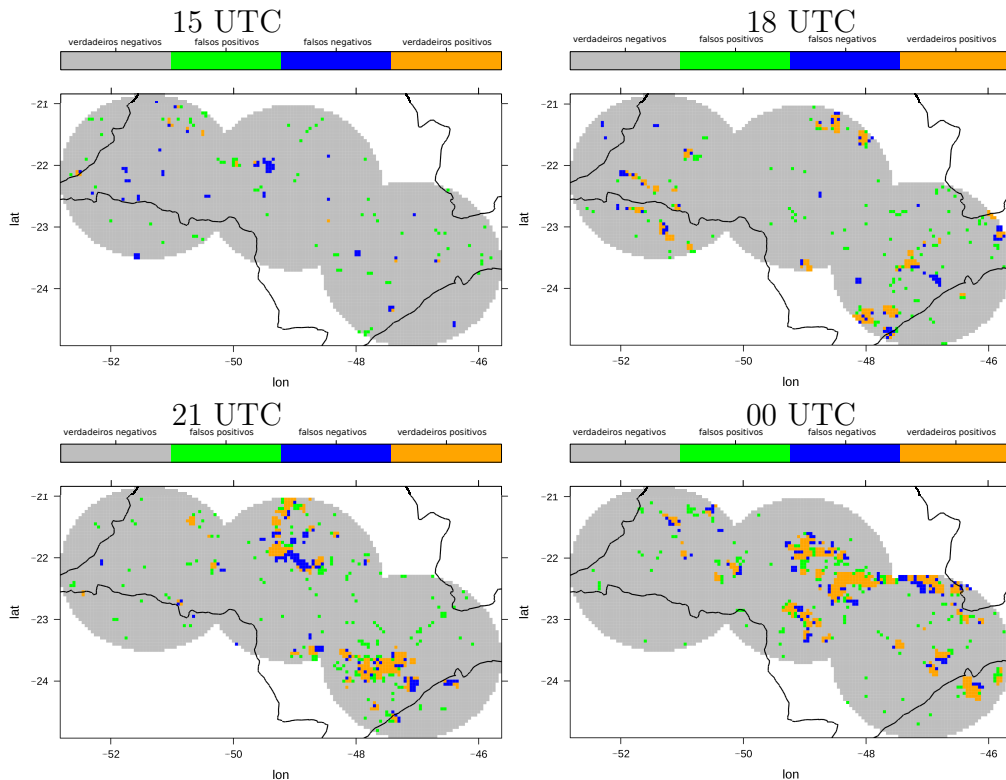 15 UTC
verdadeiros negativos falsos positivos falsos negativos verdadeiros positivos
−21
−22
−23
−24
lat
−52 −50 −48 −46
lon
18 UTC
verdadeiros negativos falsos positivos falsos negativos verdadeiros positivos
−21
−22
−23
−24
lat
−52 −50 −48 −46
lon
21 UTC
verdadeiros negativos falsos positivos falsos negativos verdadeiros positivos
−21
−22
−23
−24
lat
−52 −50 −48 −46
lon
00 UTC
verdadeiros negativos falsos positivos falsos negativos verdadeiros positivos
−21
−22
−23
−24
lat
−52 −50 −48 −46
lon